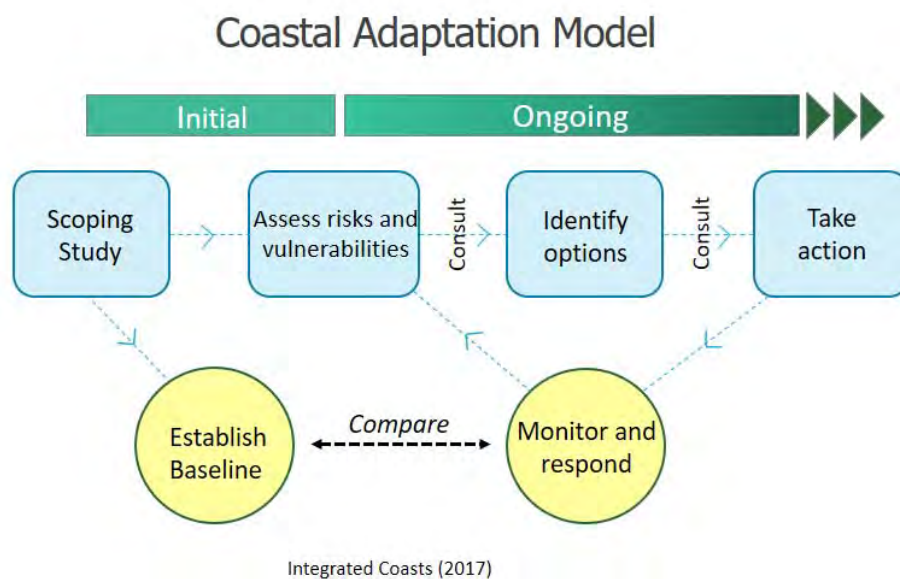 Coastal Adaptation Model
Initial
Ongoing
Scoping
Study
Assess risks and
vulnerabilities
Consult
Identify
options
Consult
Take
action
Establish
Baseline
Compare
Monitor and
respond
Integrated Coasts (2017)